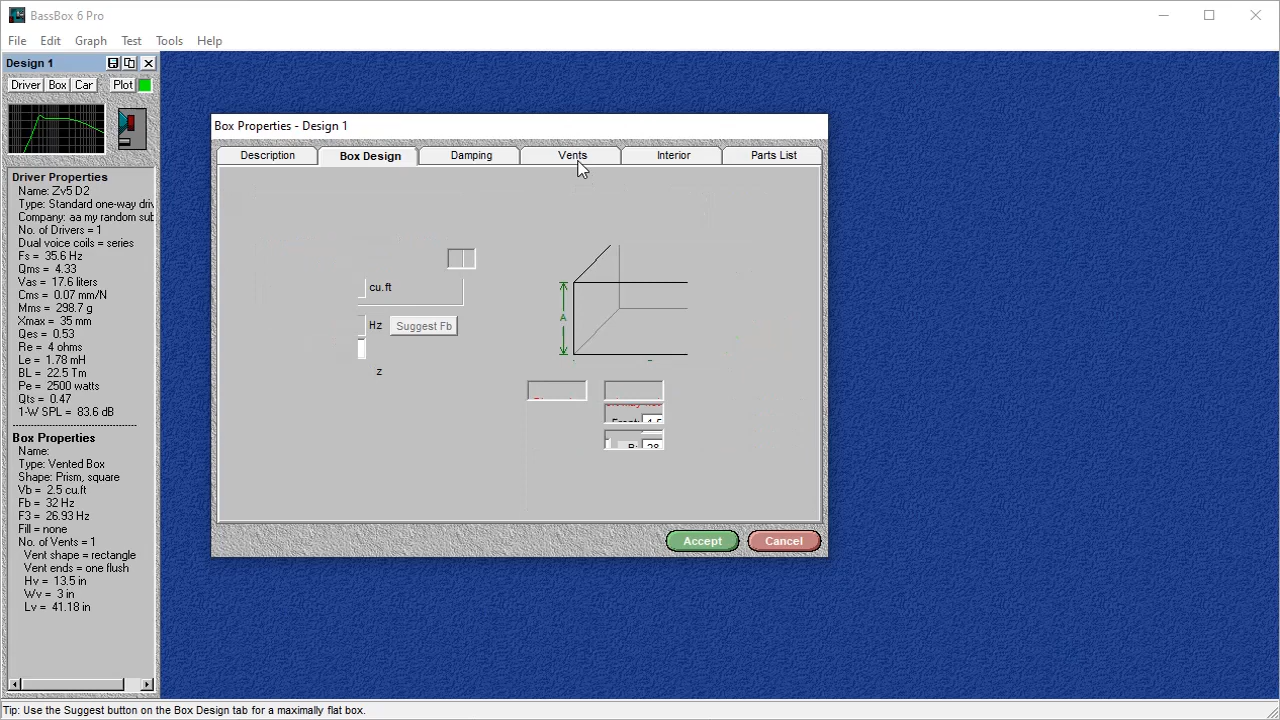 BassBox 6 Pro
File Edit Graph Test Tools Help
Design 1
Driver Box Car Plot
Driver Properties
Name: Zv5 D2
Type: Standard one-way driv
Company: aa my random sub
No. of Drivers = 1
Dual voice coils = series
Fs = 35.6 Hz
Qms = 4.33
Vas = 17.6 liters
Cms = 0.07 mm/N
Mms = 298.7 g
Xmax = 35 mm
Qes = 0.53
Re = 4 ohms
Le = 1.78 mH
BL = 22.5 Tm
Pe = 2500 watts
Qts = 0.47
1-W SPL = 83.6 dB
Box Properties
Name:
Type: Vented Box
Shape: Prism, square
Vb = 2.5 cu.ft
Fb = 32 Hz
F3 = 26.93 Hz
Fill = none
No. of Vents = 1
Vent shape = rectangle
Vent ends = one flush
Hv = 13.5 in
Wv = 3 in
Lv = 41.18 in
Box Properties - Design 1
Description Box Design Damping Vents Interior Parts List
cu.ft
Hz Suggest Fb
z
A
B:
Accept Cancel
Tip: Use the Suggest button on the Box Design tab for a maximally flat box.